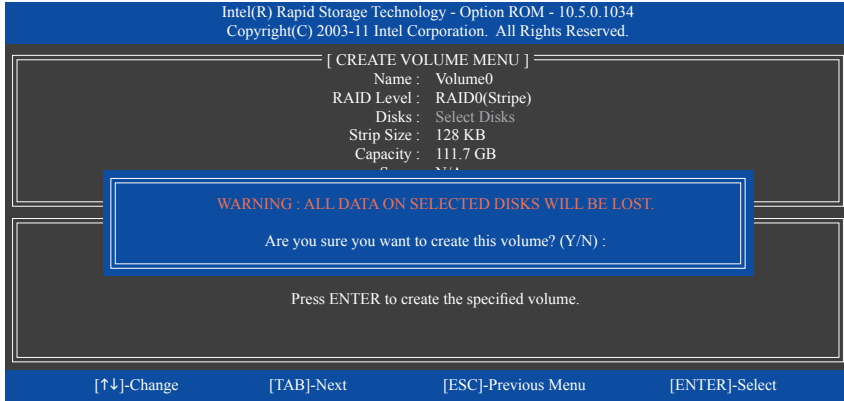 Intel(R) Rapid Storage Technology - Option ROM - 10.5.0.1034
Copyright(C) 2003-11 Intel Corporation. All Rights Reserved.
[ CREATE VOLUME MENU ]
Name : Volume0
RAID Level : RAID0(Stripe)
Disks : Select Disks
Strip Size : 128 KB
Capacity : 111.7 GB
WARNING : ALL DATA ON SELECTED DISKS WILL BE LOST.
Are you sure you want to create this volume? (Y/N) :
Press ENTER to create the specified volume.
[↑↓]-Change [TAB]-Next [ESC]-Previous Menu [ENTER]-Select